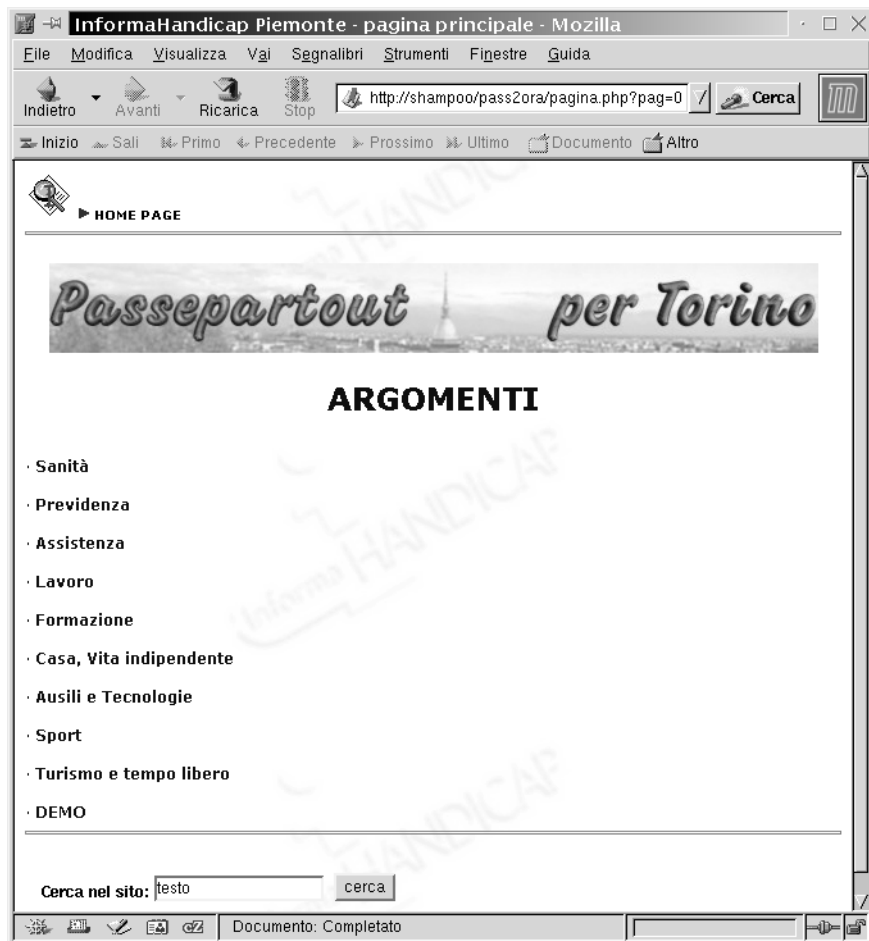 InformaHandicap Piemonte - pagina principale - Mozilla
File Modifica Visualizza Vai Segnalibri Strumenti Finestre Guida
Indietro Avanti Ricarica Stop http://shampoo/pass2ora/pagina.php?pag=0 Cerca
Inizio Sali Primo Precedente Prossimo Ultimo Documento Altro
HOME PAGE
Passepartout per Torino
ARGOMENTI
· Sanità
· Previdenza
· Assistenza
· Lavoro
· Formazione
· Casa, Vita indipendente
· Ausili e Tecnologie
· Sport
· Turismo e tempo libero
· DEMO
Informa HANDICAP
Cerca nel sito: testo cerca
Documento: Completato